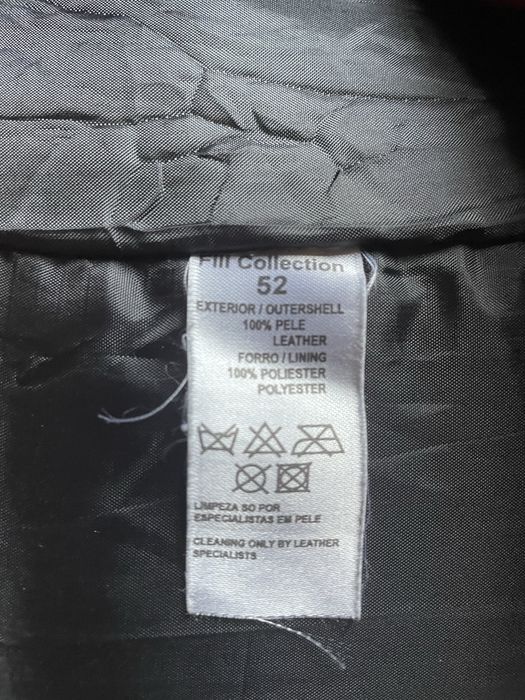 Fill Collection
52
EXTERIOR / OUTERSHELL
100% PELE
LEATHER
FORRO / LINING
100% POLIESTER
POLYESTER
LIMPEZA SO POR
ESPECIALISTAS EM PELE
CLEANING ONLY BY LEATHER
SPECIALISTS